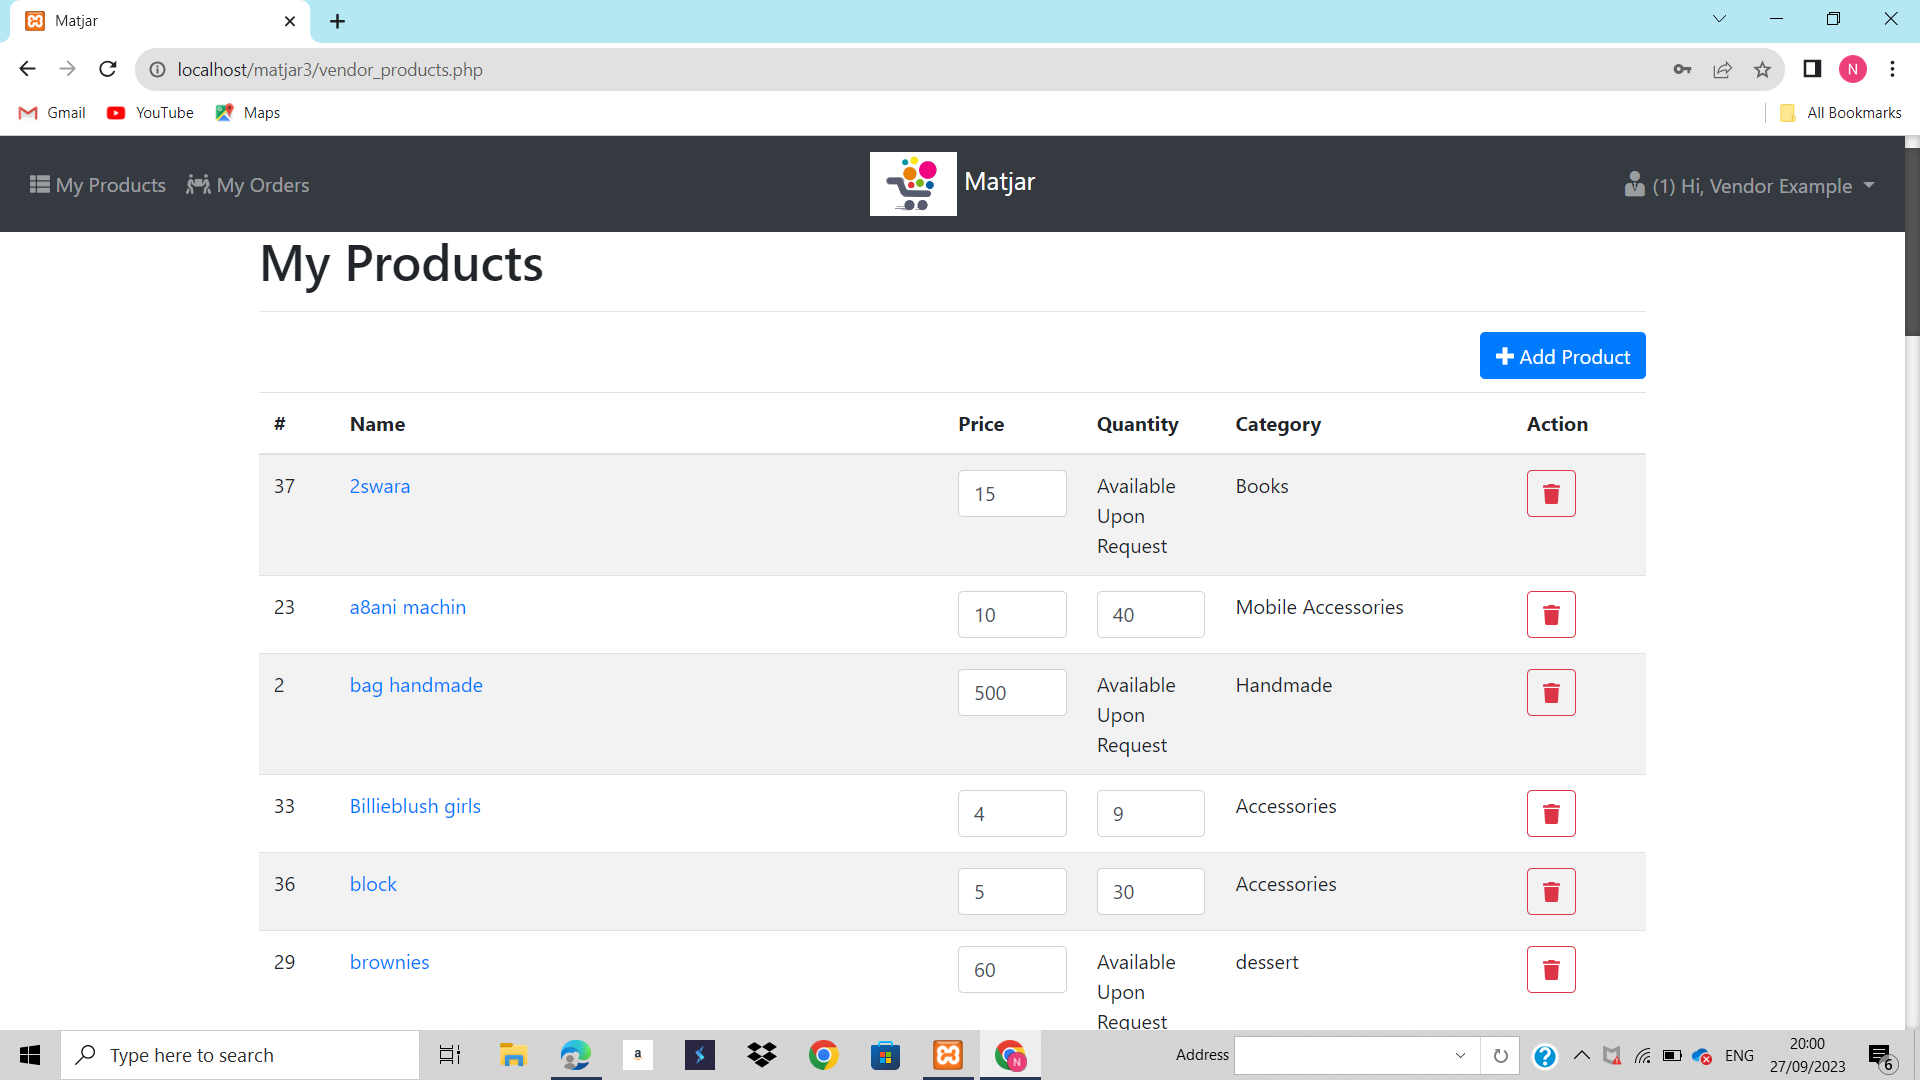 Matjar
localhost/matjar3/vendor_products.php
N
Gmail
YouTube
Maps
All Bookmarks
My Products
My Orders
Matjar
(1) Hi, Vendor Example
My Products
Add Product
# Name Price Quantity Category Action
37 2swara 15 Available Upon Request Books
23 a8ani machin 10 40 Mobile Accessories
2 bag handmade 500 Available Upon Request Handmade
33 Billieblush girls 4 9 Accessories
36 block 5 30 Accessories
29 brownies 60 Available Upon Request dessert
Type here to search
a
N
Address
ENG
20:00
27/09/2023
6